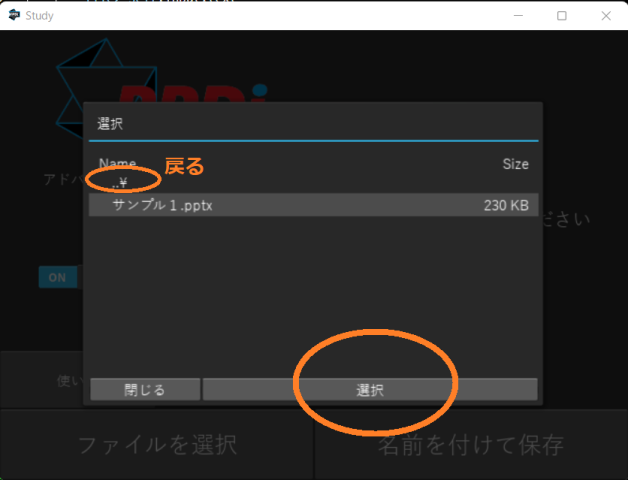 Study
選択
Name 戻る Size
..¥
サンプル１.pptx 230 KB
アドバ
ださい
ON
使い
閉じる 選択
ファイルを選択 名前を付けて保存